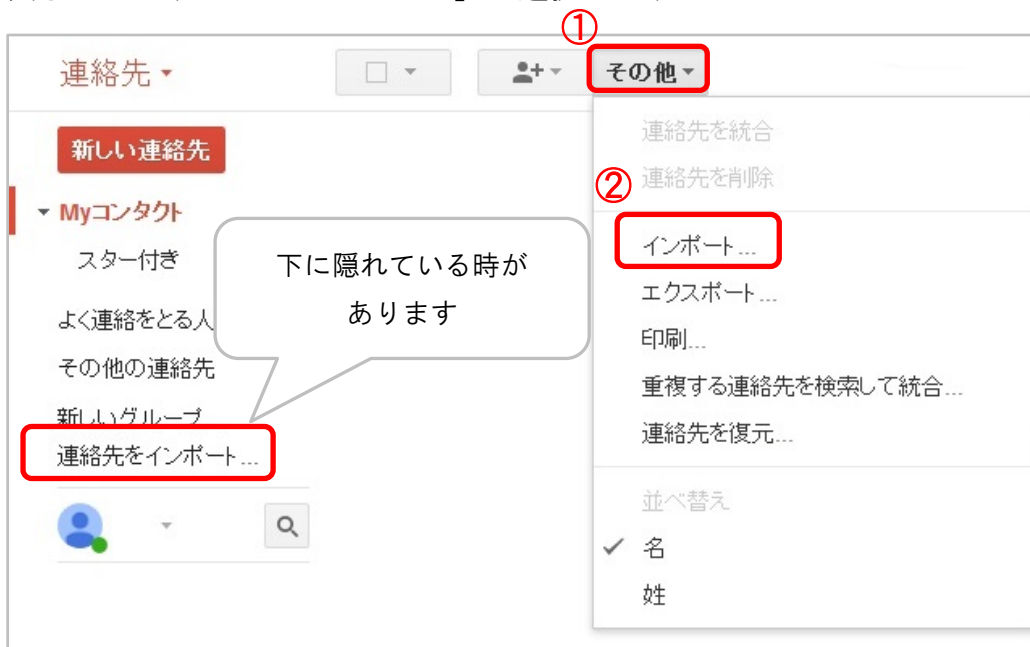 ①
連絡先
その他
新しい連絡先
Myコンタクト
スター付き
よく連絡をとる人
その他の連絡先
新しいグループ
連絡先をインポート...
下に隠れている時が
あります
連絡先を統合
連絡先を削除
②
インポート...
エクスポート...
印刷...
重複する連絡先を検索して統合...
連絡先を復元...
並べ替え
✓ 名
姓